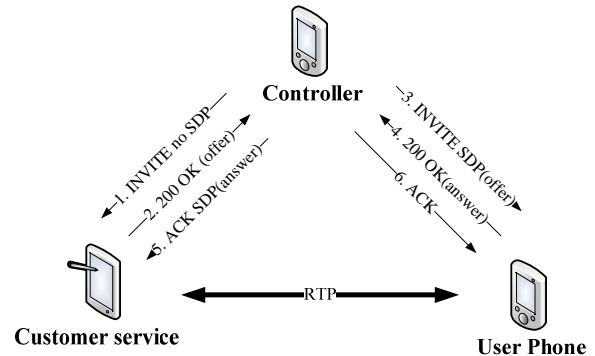 Controller
1. INVITE no SDP
2. 200 OK (offer)
5. ACK SDP(answer)
3. INVITE SDP(offer)
4. 200 OK(answer)
6. ACK
RTP
Customer service
User Phone